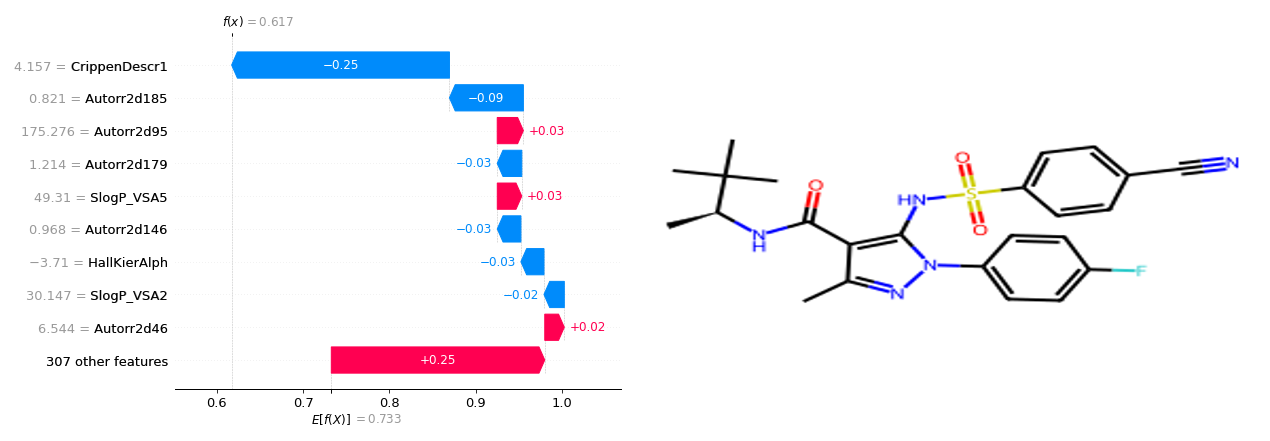 f(x) = 0.617
4.157 = CrippenDescr1
−0.25
0.821 = Autorr2d185
−0.09
175.276 = Autorr2d95
+0.03
1.214 = Autorr2d179
−0.03
49.31 = SlogP_VSA5
+0.03
0.968 = Autorr2d146
−0.03
−3.71 = HallKierAlph
−0.03
30.147 = SlogP_VSA2
−0.02
6.544 = Autorr2d46
+0.02
307 other features
+0.25
0.6 0.7 0.8 0.9 1.0
E[f(X)] = 0.733
O
N
H
HN
O
S
O
N
N
N
F